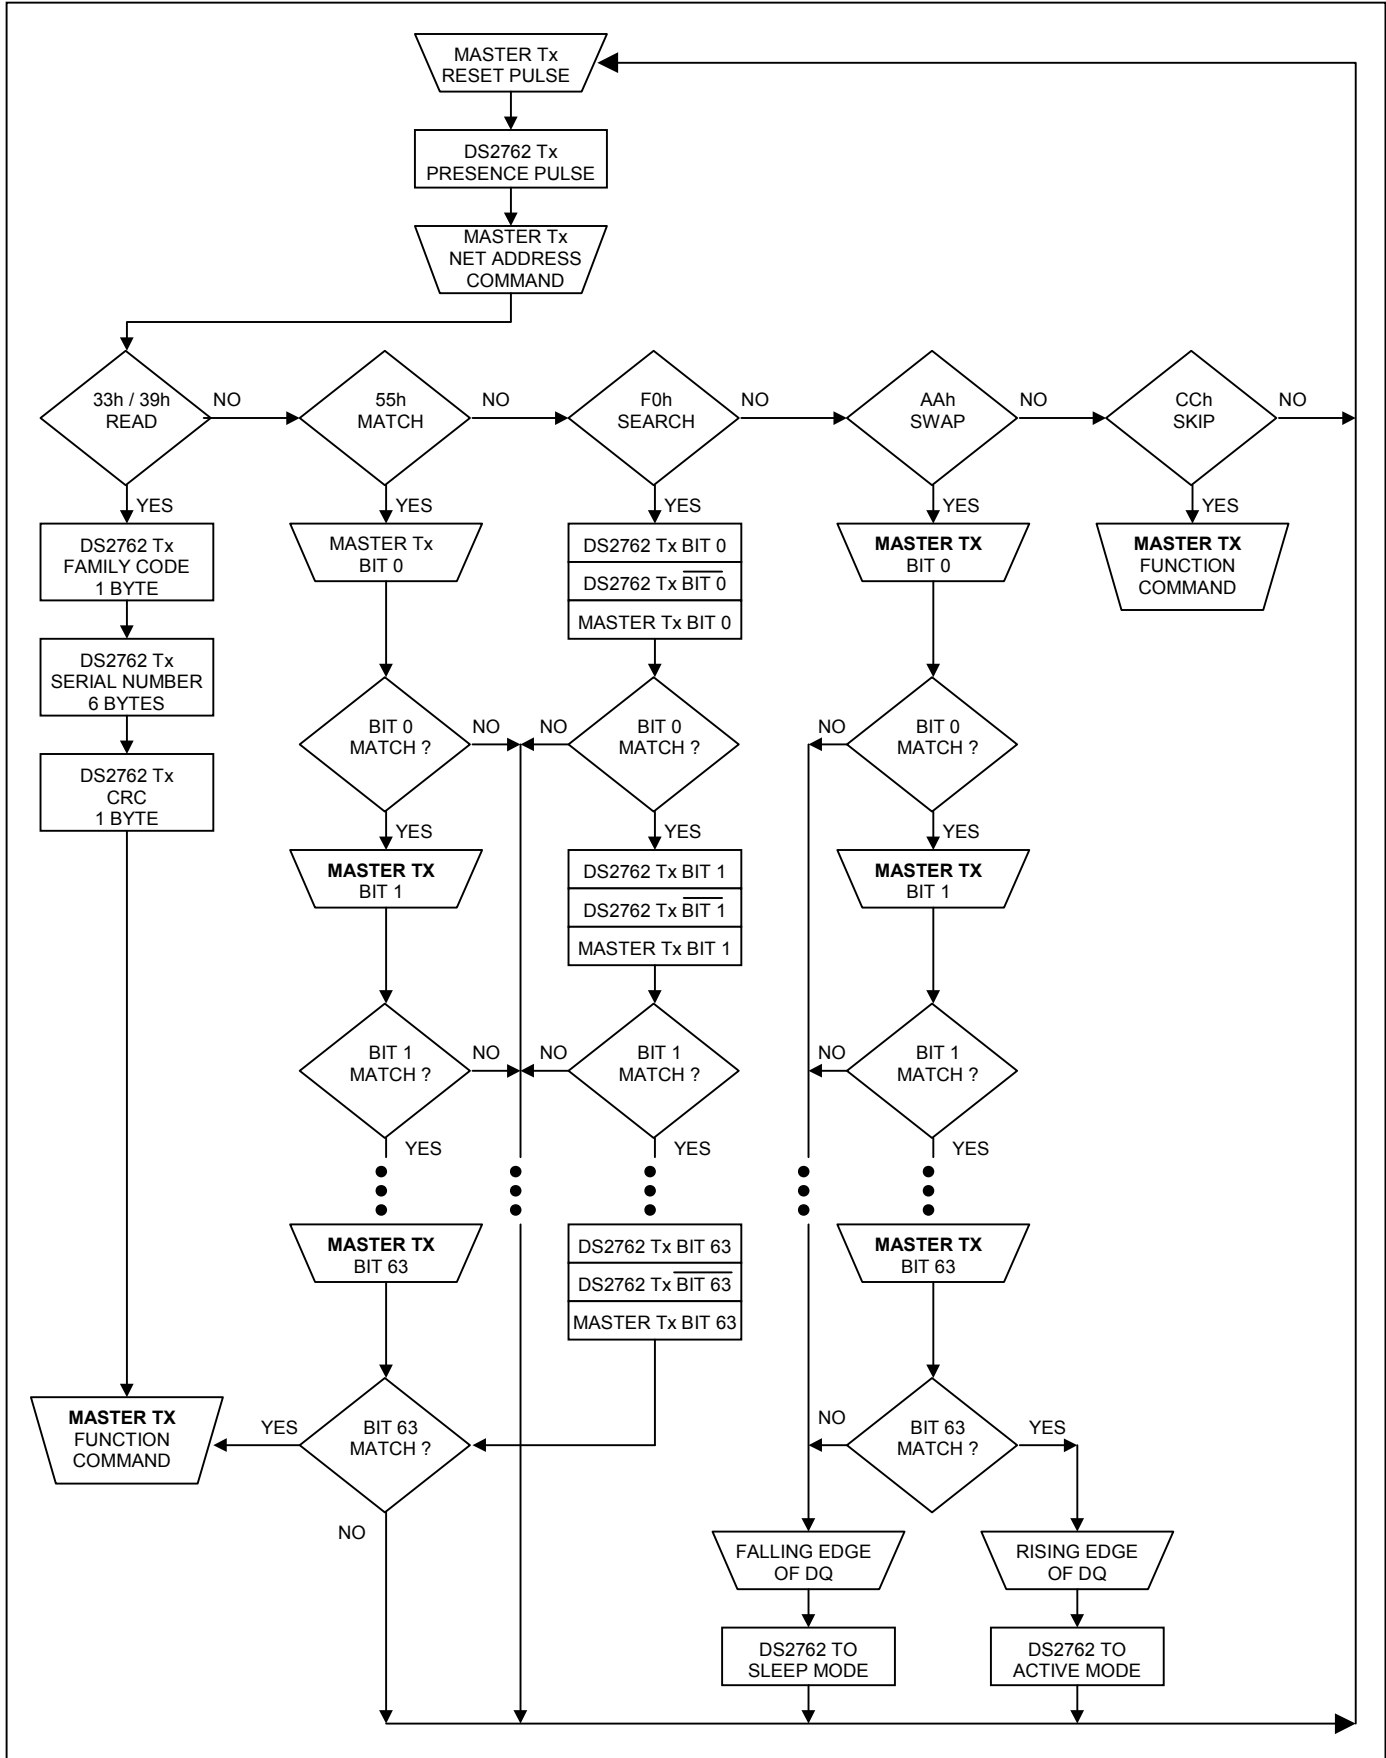 MASTER Tx
RESET PULSE
DS2762 Tx
PRESENCE PULSE
MASTER Tx
NET ADDRESS
COMMAND
33h / 39h
READ
NO
55h
MATCH
NO
F0h
SEARCH
NO
AAh
SWAP
NO
CCh
SKIP
NO
YES
YES
YES
YES
YES
DS2762 Tx
FAMILY CODE
1 BYTE
MASTER Tx
BIT 0
DS2762 Tx BIT 0
DS2762 Tx B̅I̅T̅ ̅0̅
MASTER Tx BIT 0
MASTER TX
BIT 0
MASTER TX
FUNCTION
COMMAND
DS2762 Tx
SERIAL NUMBER
6 BYTES
DS2762 Tx
CRC
1 BYTE
BIT 0
MATCH ?
NO
NO
BIT 0
MATCH ?
NO
BIT 0
MATCH ?
YES
YES
YES
MASTER TX
BIT 1
DS2762 Tx BIT 1
DS2762 Tx B̅I̅T̅ ̅1̅
MASTER Tx BIT 1
MASTER TX
BIT 1
BIT 1
MATCH ?
NO
NO
BIT 1
MATCH ?
NO
BIT 1
MATCH ?
YES
YES
YES
MASTER TX
BIT 63
DS2762 Tx BIT 63
DS2762 Tx B̅I̅T̅ ̅6̅3̅
MASTER Tx BIT 63
MASTER TX
BIT 63
MASTER TX
FUNCTION
COMMAND
YES
BIT 63
MATCH ?
NO
NO
BIT 63
MATCH ?
YES
FALLING EDGE
OF DQ
RISING EDGE
OF DQ
DS2762 TO
SLEEP MODE
DS2762 TO
ACTIVE MODE